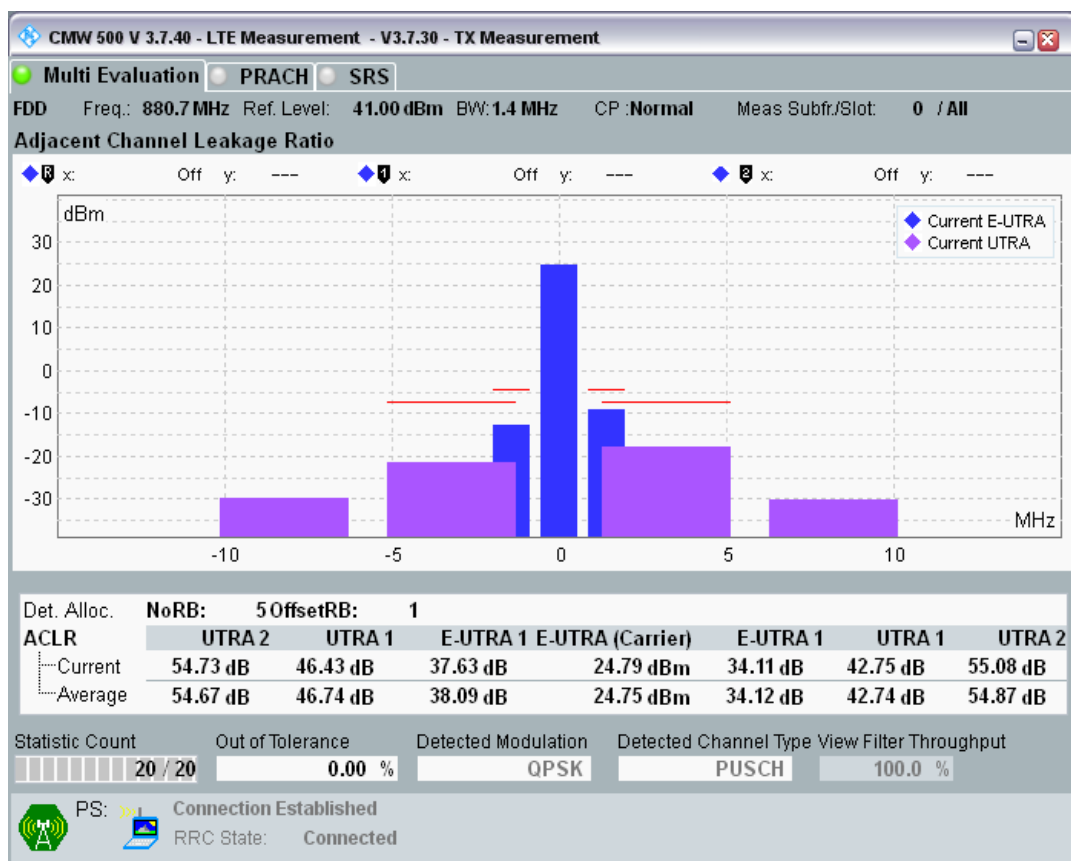 CMW 500 V 3.7.40 - LTE Measurement - V3.7.30 - TX Measurement
Multi Evaluation PRACH SRS
FDD Freq.: 880.7 MHz Ref. Level: 41.00 dBm BW: 1.4 MHz CP :Normal Meas Subfr./Slot: 0 / All
Adjacent Channel Leakage Ratio
R x: Off y: --- 1 x: Off y: --- 2 x: Off y: ---
dBm
Current E-UTRA
Current UTRA
30
20
10
0
-10
-20
-30
MHz
-10 -5 0 5 10
Det. Alloc. NoRB: 5 OffsetRB: 1
ACLR UTRA 2 UTRA 1 E-UTRA 1 E-UTRA (Carrier) E-UTRA 1 UTRA 1 UTRA 2
Current 54.73 dB 46.43 dB 37.63 dB 24.79 dBm 34.11 dB 42.75 dB 55.08 dB
Average 54.67 dB 46.74 dB 38.09 dB 24.75 dBm 34.12 dB 42.74 dB 54.87 dB
Statistic Count Out of Tolerance Detected Modulation Detected Channel Type View Filter Throughput
20 / 20 0.00 % QPSK PUSCH 100.0 %
PS: Connection Established
RRC State: Connected